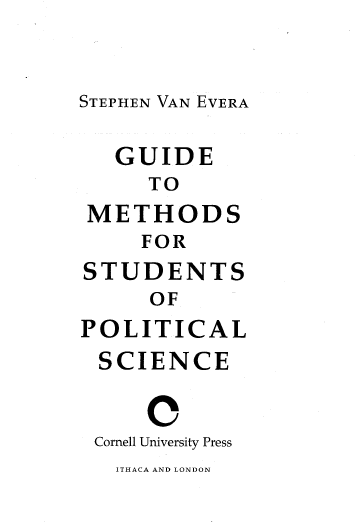 STEPHEN VAN EVERA
GUIDE
TO
METHODS
FOR
STUDENTS
OF
POLITICAL
SCIENCE
Cornell University Press
ITHACA AND LONDON